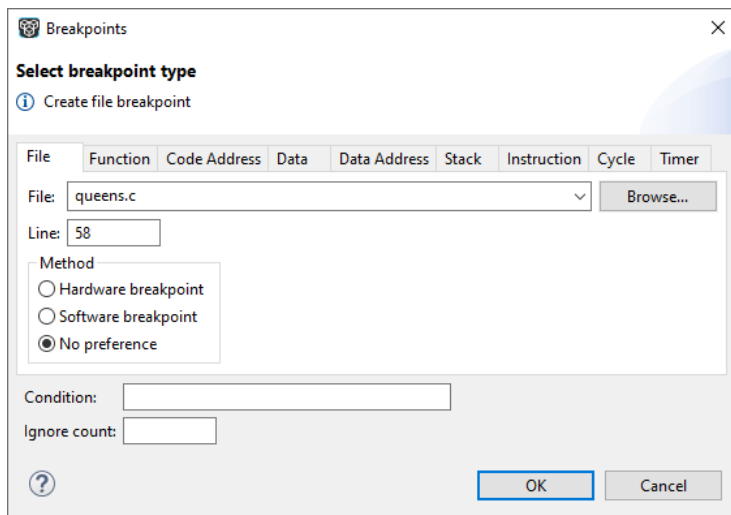 Breakpoints
Select breakpoint type
Create file breakpoint
File Function Code Address Data Data Address Stack Instruction Cycle Timer
File: queens.c Browse...
Line: 58
Method
Hardware breakpoint
Software breakpoint
No preference
Condition:
Ignore count:
OK Cancel